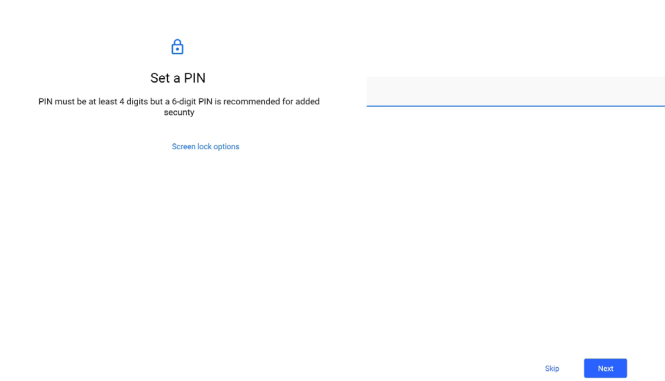 Set a PIN
PIN must be at least 4 digits but a 6-digit PIN is recommended for added
secunty
Screen lock options
Skip
Next